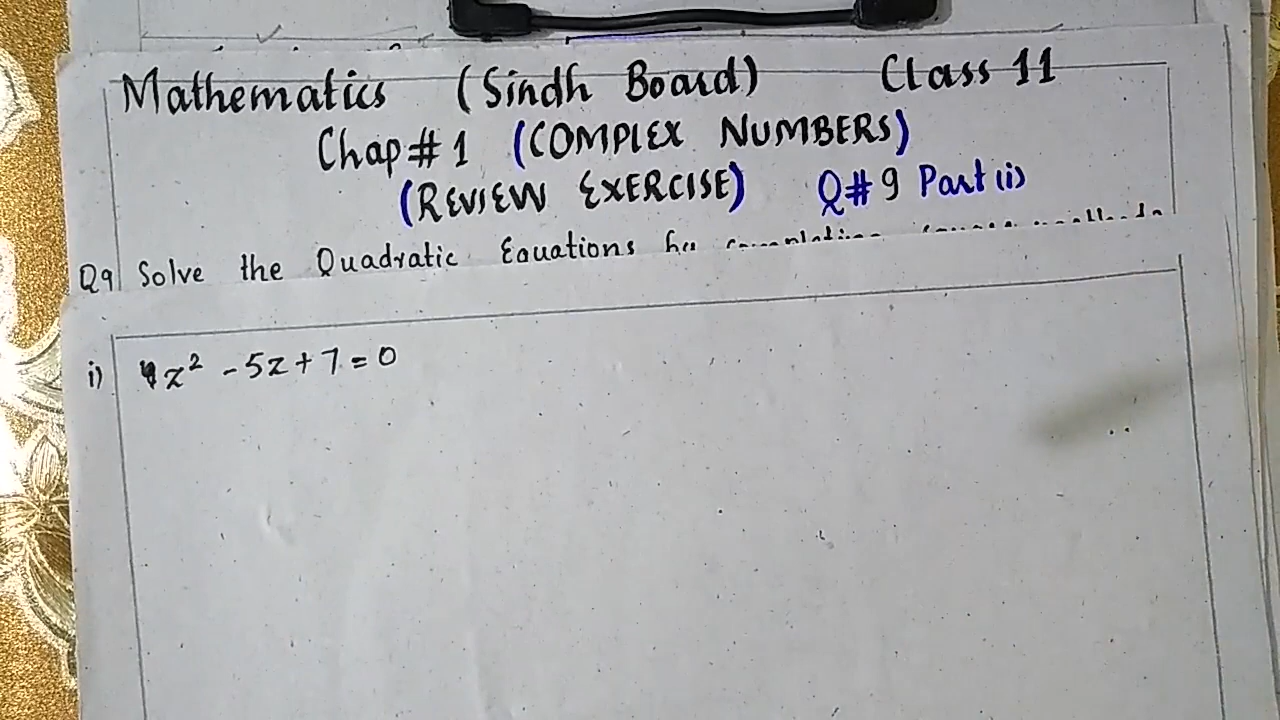 Mathematics (Sindh Board) Class 11
Chap # 1 (COMPLEX NUMBERS)
(REVIEW EXERCISE) Q# 9 Part (i)
Q9 Solve the Quadratic Equations by
i) 4z² - 5z + 7 = 0